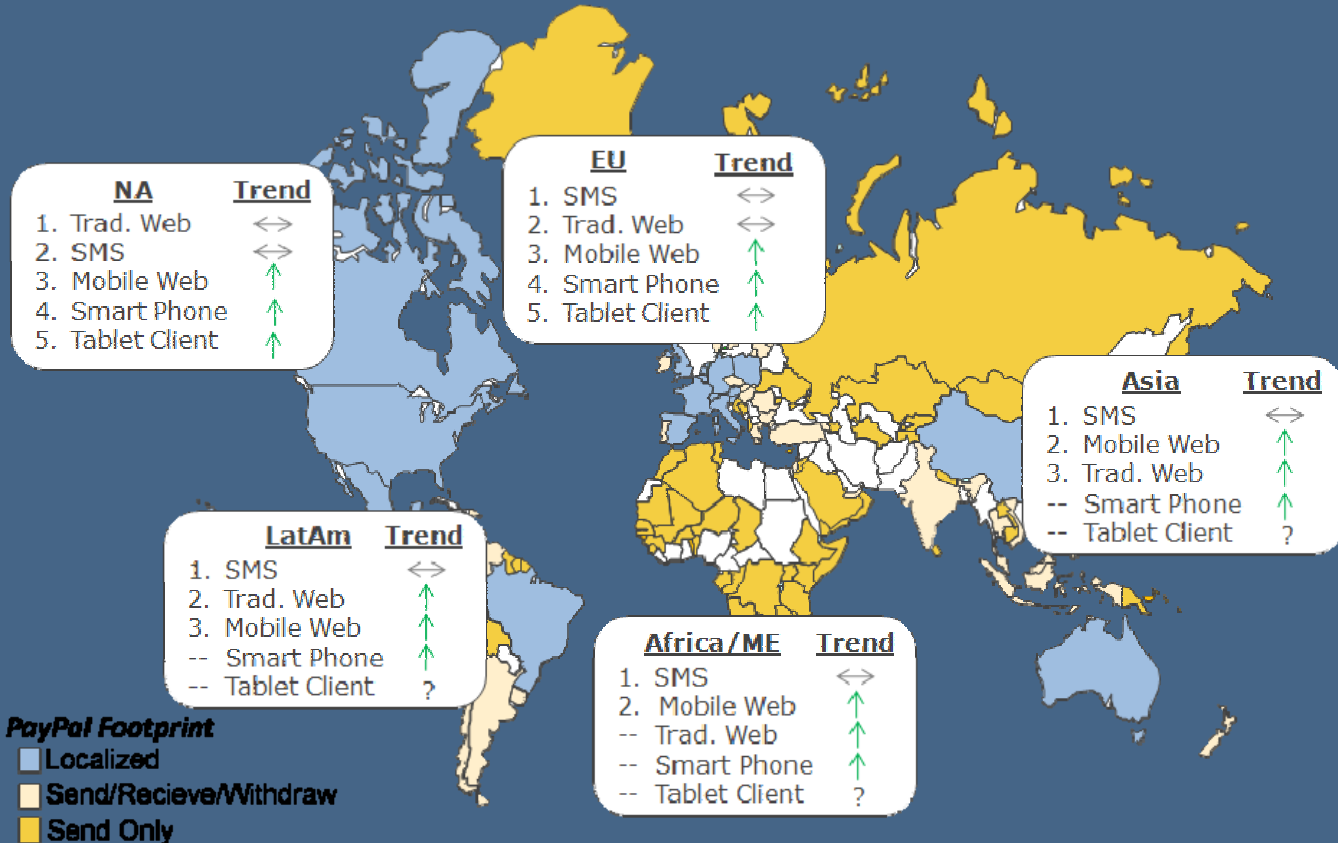 NA Trend
1. Trad. Web ↔
2. SMS ↔
3. Mobile Web ↑
4. Smart Phone ↑
5. Tablet Client ↑
EU Trend
1. SMS ↔
2. Trad. Web ↔
3. Mobile Web ↑
4. Smart Phone ↑
5. Tablet Client ↑
Asia Trend
1. SMS ↔
2. Mobile Web ↑
3. Trad. Web ↑
-- Smart Phone ↑
-- Tablet Client ?
LatAm Trend
1. SMS ↔
2. Trad. Web ↑
3. Mobile Web ↑
-- Smart Phone ↑
-- Tablet Client ?
Africa/ME Trend
1. SMS ↔
2. Mobile Web ↑
-- Trad. Web ↑
-- Smart Phone ↑
-- Tablet Client ?
PayPal Footprint
Localized
Send/Recieve/Withdraw
Send Only